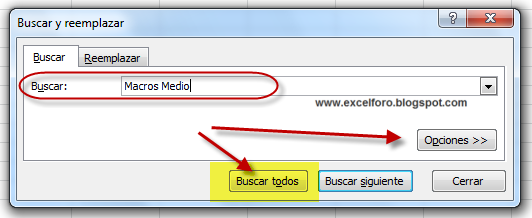 Buscar y reemplazar
Buscar Reemplazar
Buscar: Macros Medio
www.excelforo.blogspot.com
Opciones >>
Buscar todos Buscar siguiente Cerrar